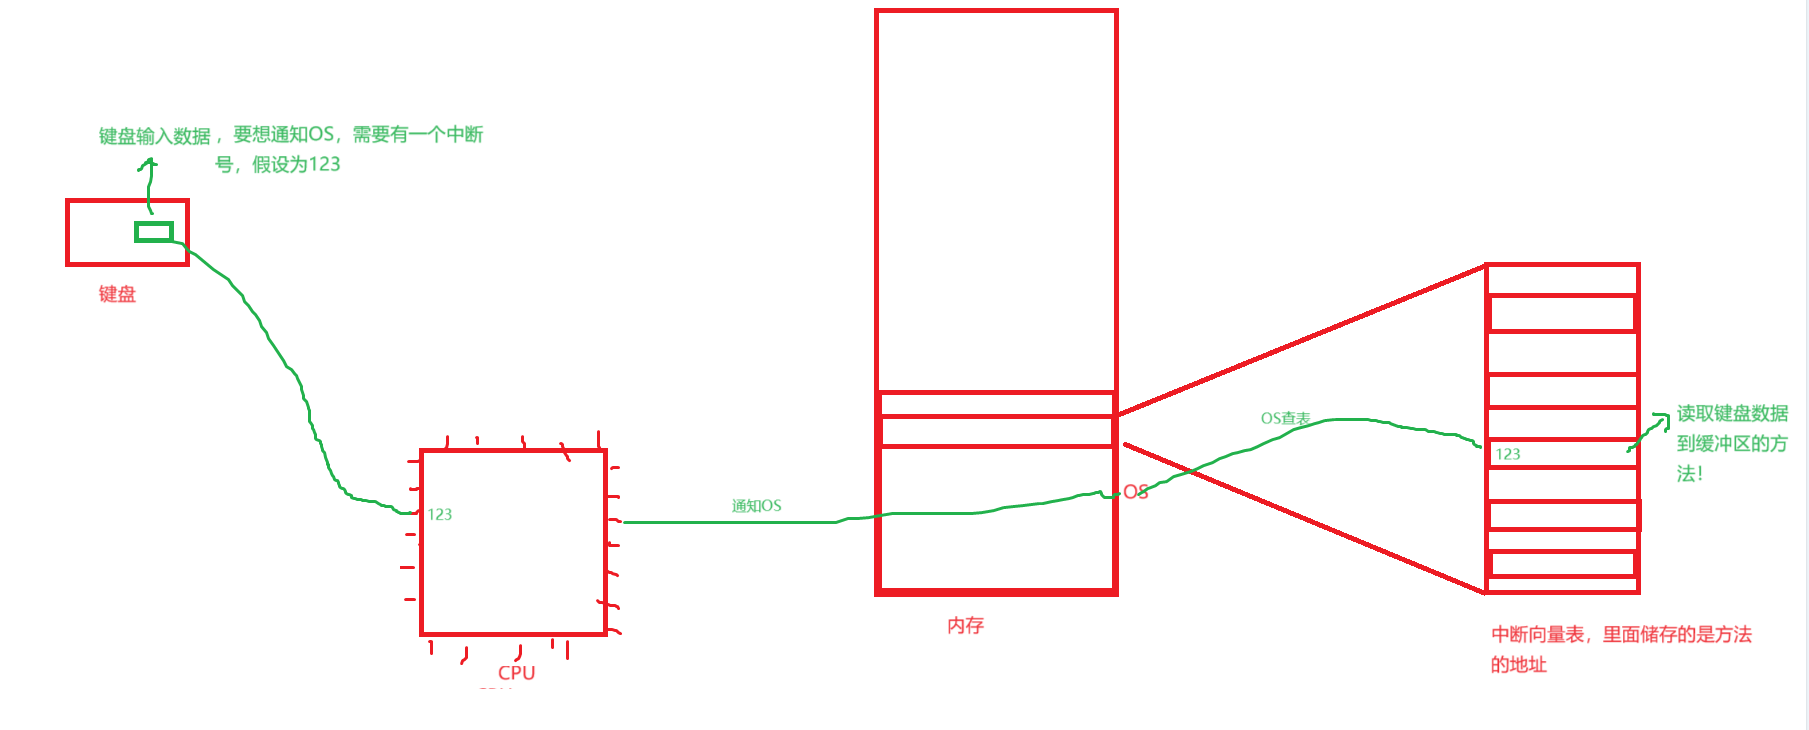 键盘输入数据，要想通知OS，需要有一个中断
号，假设为123
键盘
123
CPU
通知OS
内存
OS
OS查表
123
读取键盘数据
到缓冲区的方
法！
中断向量表，里面储存的是方法
的地址